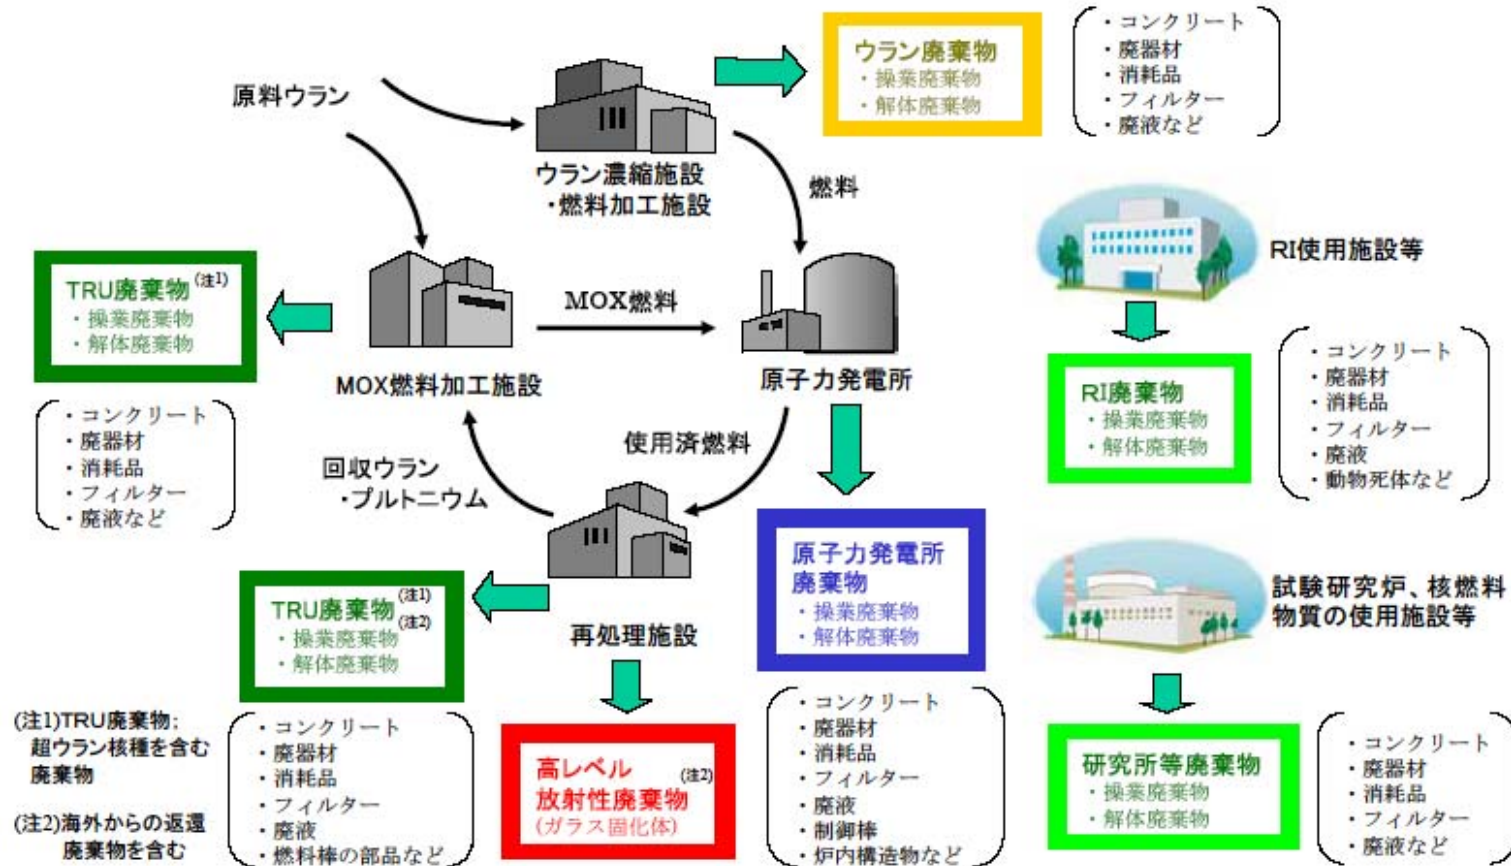 原料ウラン
ウラン濃縮施設
・燃料加工施設
ウラン廃棄物
・操業廃棄物
・解体廃棄物
・コンクリート
・廃器材
・消耗品
・フィルター
・廃液など
燃料
TRU廃棄物(注1)
・操業廃棄物
・解体廃棄物
・コンクリート
・廃器材
・消耗品
・フィルター
・廃液など
MOX燃料加工施設
MOX燃料
原子力発電所
使用済燃料
回収ウラン
・プルトニウム
再処理施設
TRU廃棄物(注1)
(注2)
・操業廃棄物
・解体廃棄物
・コンクリート
・廃器材
・消耗品
・フィルター
・廃液
・燃料棒の部品など
高レベル
放射性廃棄物
(注2)
(ガラス固化体)
原子力発電所
廃棄物
・操業廃棄物
・解体廃棄物
・コンクリート
・廃器材
・消耗品
・フィルター
・廃液
・制御棒
・炉内構造物など
RI使用施設等
RI廃棄物
・操業廃棄物
・解体廃棄物
・コンクリート
・廃器材
・消耗品
・フィルター
・廃液
・動物死体など
試験研究炉、核燃料
物質の使用施設等
研究所等廃棄物
・操業廃棄物
・解体廃棄物
・コンクリート
・廃器材
・消耗品
・フィルター
・廃液など
(注1)TRU廃棄物:
超ウラン核種を含む
廃棄物
(注2)海外からの返還
廃棄物を含む